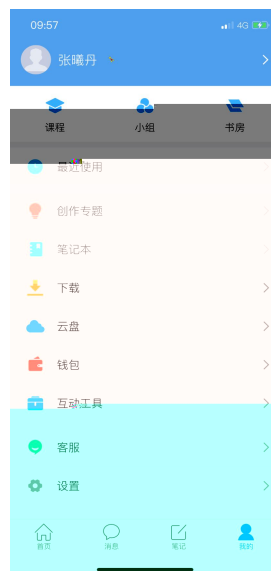 09:57 4G
张曦丹
课程 小组 书房
最近使用
创作专题
笔记本
下载
云盘
钱包
互动工具
客服
设置
首页 消息 笔记 我的